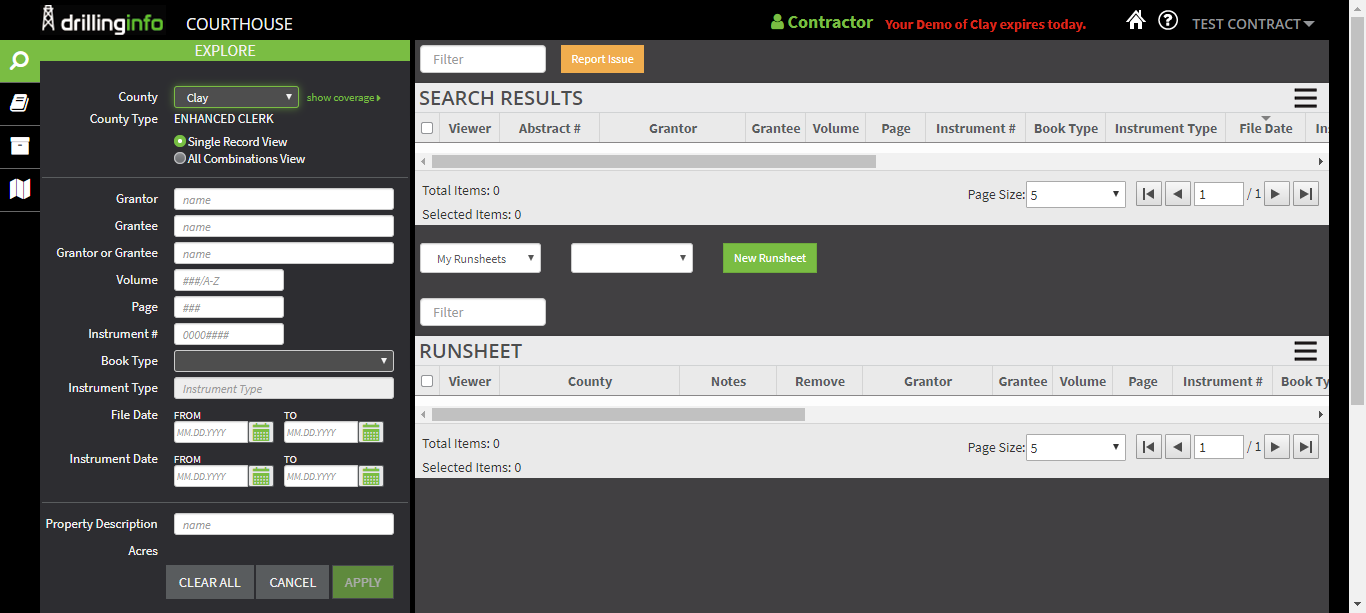 drillinginfo COURTHOUSE
Contractor Your Demo of Clay expires today.
TEST CONTRACT
EXPLORE
County Clay show coverage
County Type ENHANCED CLERK
Single Record View
All Combinations View
Grantor name
Grantee name
Grantor or Grantee name
Volume ###/A-Z
Page ###
Instrument # 0000####
Book Type
Instrument Type Instrument Type
File Date FROM TO
MM.DD.YYYY MM.DD.YYYY
Instrument Date FROM TO
MM.DD.YYYY MM.DD.YYYY
Property Description name
Acres
CLEAR ALL CANCEL APPLY
Filter Report Issue
SEARCH RESULTS
Viewer Abstract # Grantor Grantee Volume Page Instrument # Book Type Instrument Type File Date In
Total Items: 0
Selected Items: 0
Page Size: 5 1 / 1
My Runsheets New Runsheet
Filter
RUNSHEET
Viewer County Notes Remove Grantor Grantee Volume Page Instrument # Book Ty
Total Items: 0
Selected Items: 0
Page Size: 5 1 / 1